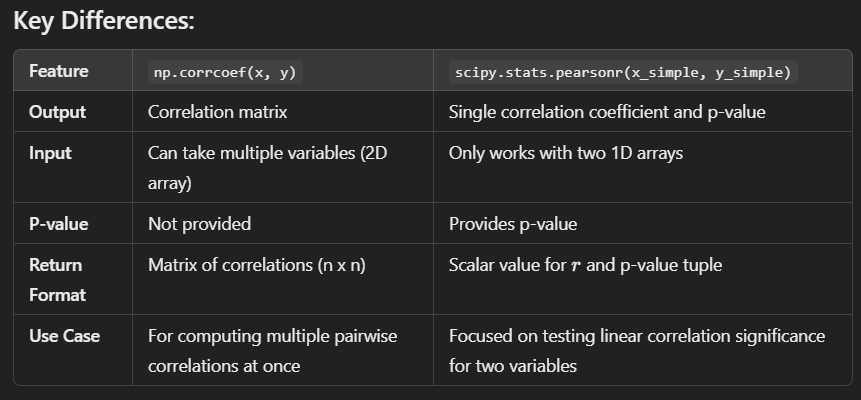 Key Differences:
Feature np.corrcoef(x, y) scipy.stats.pearsonr(x_simple, y_simple)
Output Correlation matrix Single correlation coefficient and p-value
Input Can take multiple variables (2D Only works with two 1D arrays
array)
P-value Not provided Provides p-value
Return Matrix of correlations (n x n) Scalar value for r and p-value tuple
Format
Use Case For computing multiple pairwise Focused on testing linear correlation significance
correlations at once for two variables